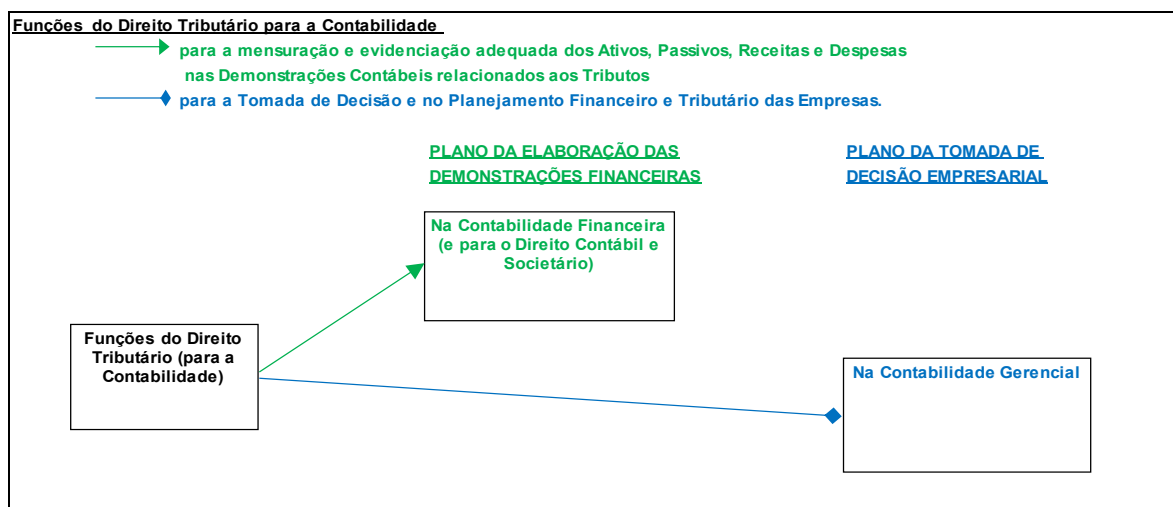 Funções do Direito Tributário para a Contabilidade
para a mensuração e evidenciação adequada dos Ativos, Passivos, Receitas e Despesas
nas Demonstrações Contábeis relacionados aos Tributos
para a Tomada de Decisão e no Planejamento Financeiro e Tributário das Empresas.
PLANO DA ELABORAÇÃO DAS
DEMONSTRAÇÕES FINANCEIRAS
PLANO DA TOMADA DE
DECISÃO EMPRESARIAL
Na Contabilidade Financeira
(e para o Direito Contábil e
Societário)
Funções do Direito
Tributário (para a
Contabilidade)
Na Contabilidade Gerencial